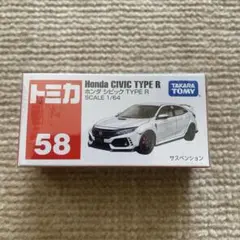 トミカ
58
Honda CIVIC TYPE R
ホンダ シビック TYPE R
SCALE 1/64
TAKARA
TOMY
サスペンション